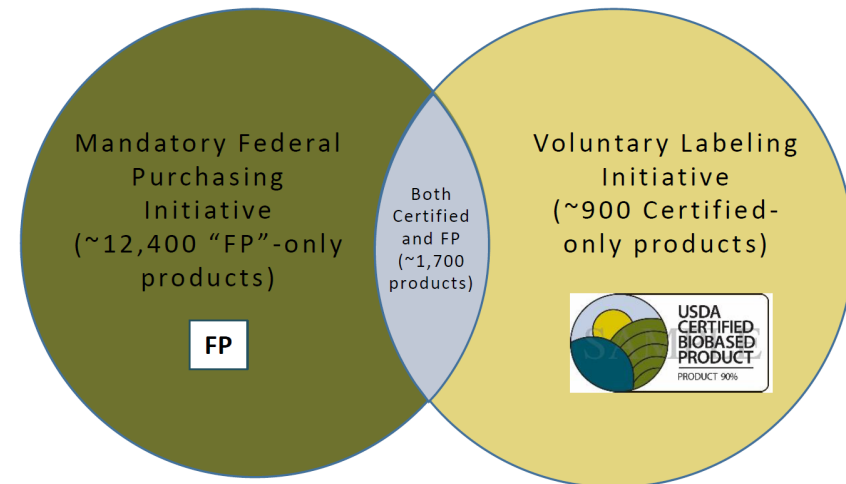 Mandatory Federal
Purchasing
Initiative
(~12,400 “FP”-only
products)
FP
Both
Certified
and FP
(~1,700
products)
Voluntary Labeling
Initiative
(~900 Certified-
only products)
USDA
CERTIFIED
BIOBASED
PRODUCT
PRODUCT 90%
SAMPLE